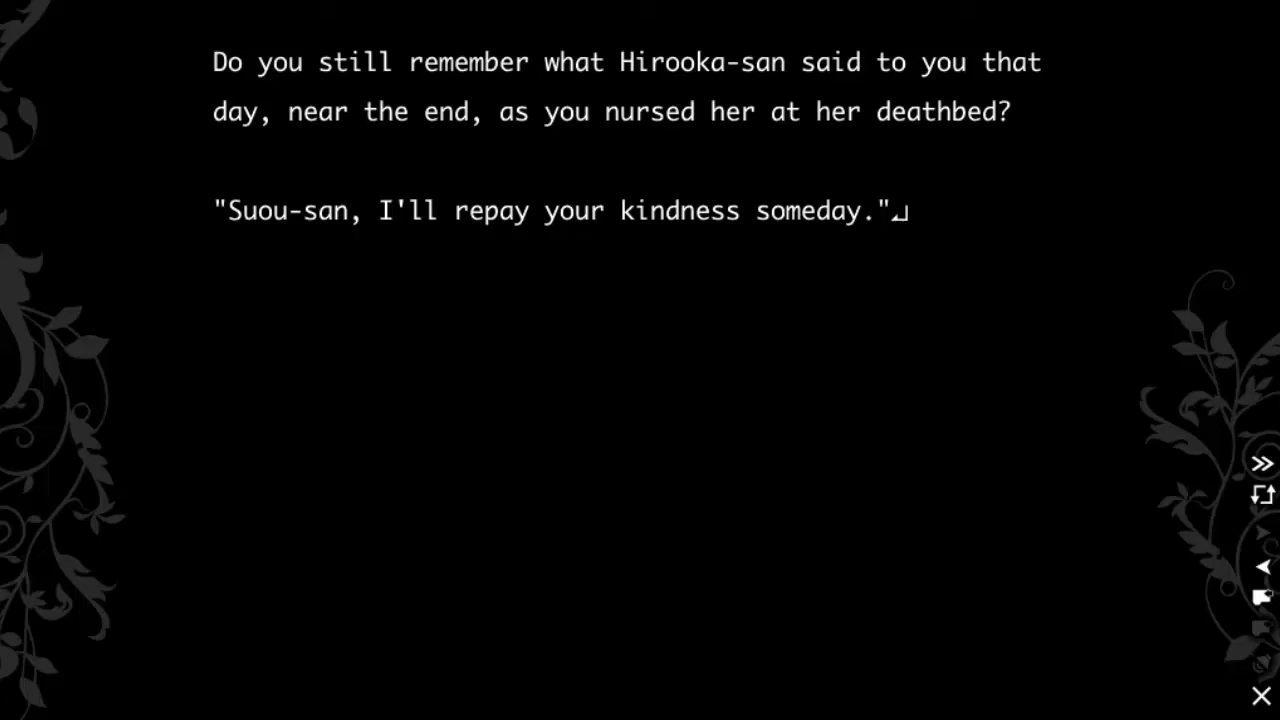 Do you still remember what Hirooka-san said to you that
day, near the end, as you nursed her at her deathbed?
"Suou-san, I'll repay your kindness someday."